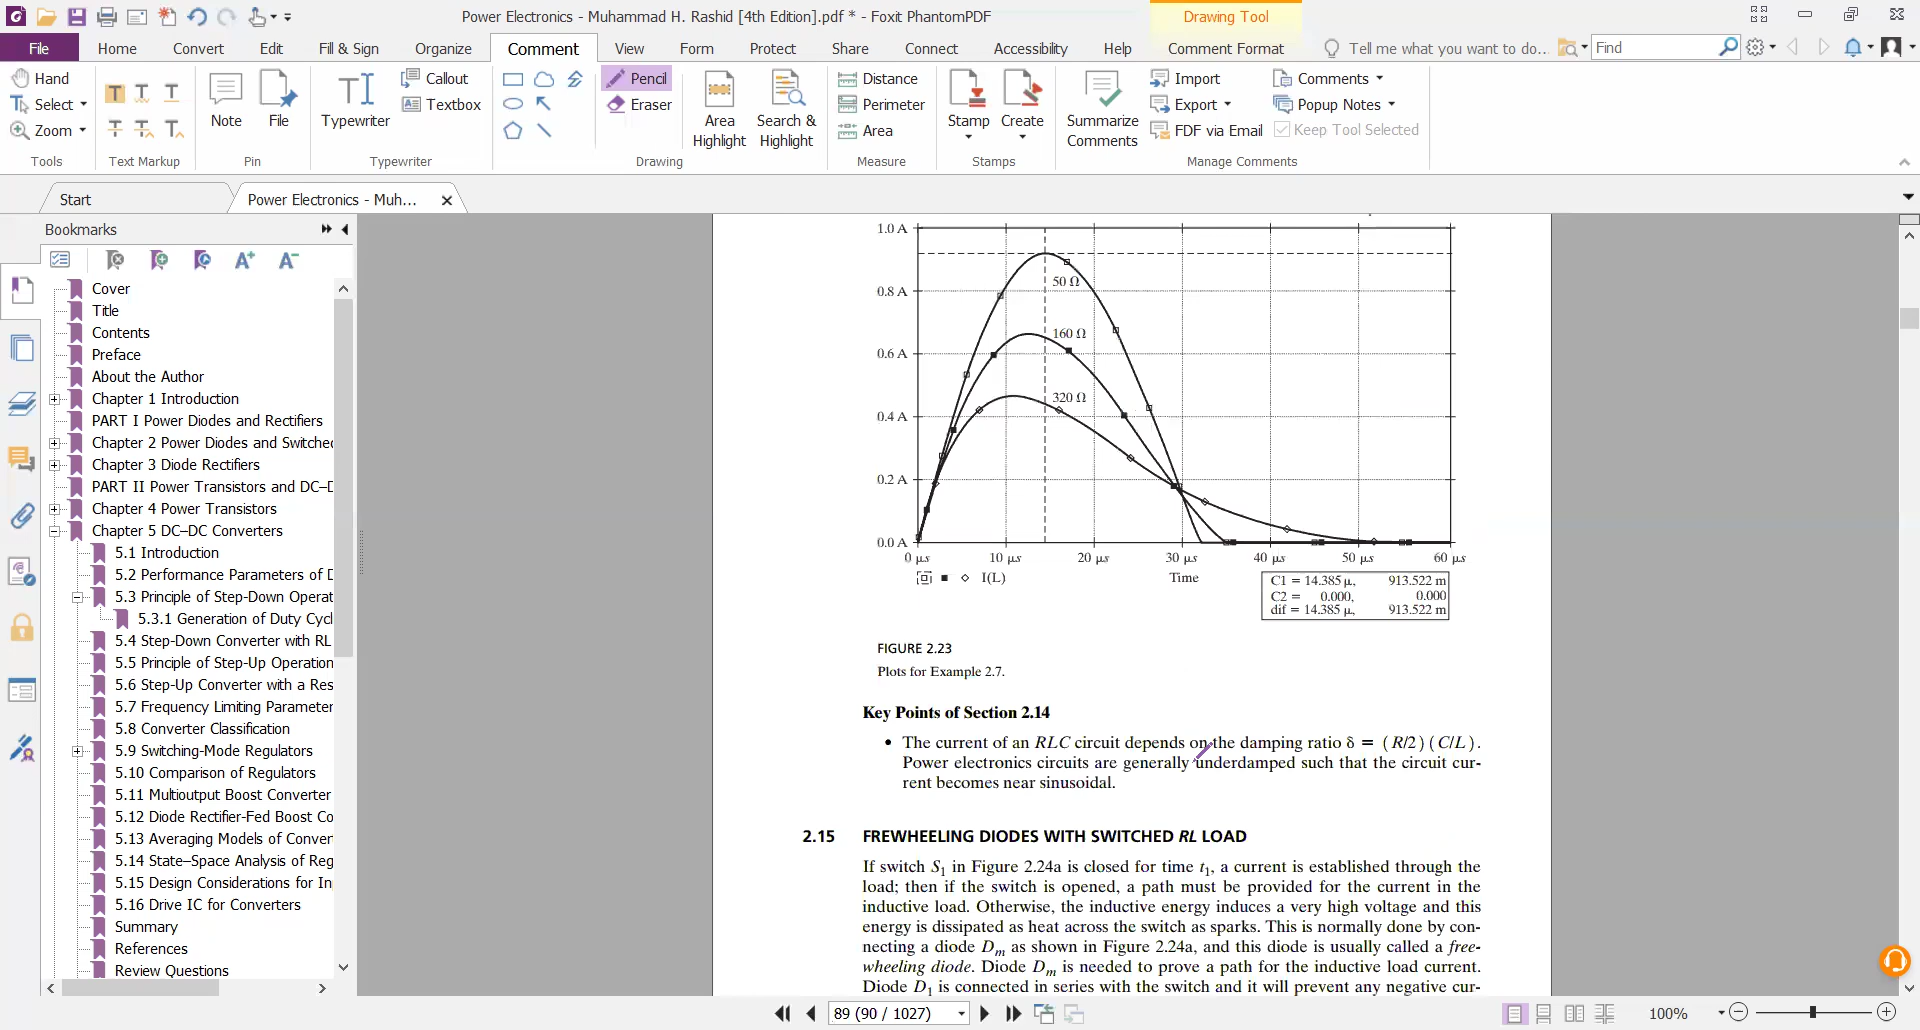 Power Electronics - Muhammad H. Rashid [4th Edition].pdf * - Foxit PhantomPDF
Drawing Tool
File
Home
Convert
Edit
Fill & Sign
Organize
Comment
View
Form
Protect
Share
Connect
Accessibility
Help
Comment Format
Tell me what you want to do...
Find
Hand
Select
Zoom
Tools
Text Markup
Note
File
Pin
Typewriter
Callout
Textbox
Typewriter
Pencil
Eraser
Area
Highlight
Search &
Highlight
Drawing
Distance
Perimeter
Area
Measure
Stamp
Create
Stamps
Summarize
Comments
Import
Export
FDF via Email
Comments
Popup Notes
Keep Tool Selected
Manage Comments
Start
Power Electronics - Muh...
Bookmarks
Cover
Title
Contents
Preface
About the Author
Chapter 1 Introduction
PART I Power Diodes and Rectifiers
Chapter 2 Power Diodes and Switched
Chapter 3 Diode Rectifiers
PART II Power Transistors and DC–D
Chapter 4 Power Transistors
Chapter 5 DC–DC Converters
5.1 Introduction
5.2 Performance Parameters of D
5.3 Principle of Step-Down Operat
5.3.1 Generation of Duty Cycl
5.4 Step-Down Converter with RL
5.5 Principle of Step-Up Operation
5.6 Step-Up Converter with a Res
5.7 Frequency Limiting Parameter
5.8 Converter Classification
5.9 Switching-Mode Regulators
5.10 Comparison of Regulators
5.11 Multioutput Boost Converter
5.12 Diode Rectifier-Fed Boost Co
5.13 Averaging Models of Conver
5.14 State–Space Analysis of Reg
5.15 Design Considerations for In
5.16 Drive IC for Converters
Summary
References
Review Questions
1.0 A
0.8 A
0.6 A
0.4 A
0.2 A
0.0 A
50 Ω
160 Ω
320 Ω
0 μs 10 μs 20 μs 30 μs 40 μs 50 μs 60 μs
I(L)
Time
C1 = 14.385 μ, 913.522 m
C2 = 0.000, 0.000
dif = 14.385 μ, 913.522 m
FIGURE 2.23
Plots for Example 2.7.
Key Points of Section 2.14
• The current of an RLC circuit depends on the damping ratio δ = (R/2)(C/L).
Power electronics circuits are generally underdamped such that the circuit cur-
rent becomes near sinusoidal.
2.15 FREWHEELING DIODES WITH SWITCHED RL LOAD
If switch S1 in Figure 2.24a is closed for time t1, a current is established through the
load; then if the switch is opened, a path must be provided for the current in the
inductive load. Otherwise, the inductive energy induces a very high voltage and this
energy is dissipated as heat across the switch as sparks. This is normally done by con-
necting a diode Dm as shown in Figure 2.24a, and this diode is usually called a free-
wheeling diode. Diode Dm is needed to prove a path for the inductive load current.
Diode D1 is connected in series with the switch and it will prevent any negative cur-
89 (90 / 1027)
100%